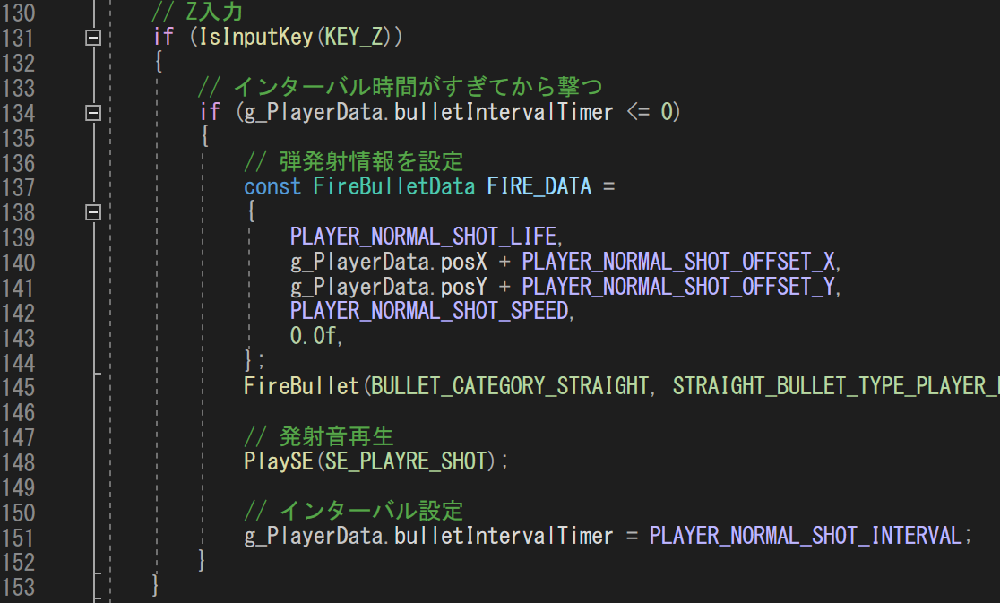 130 // Z入力
131 if (IsInputKey(KEY_Z))
132 {
133 // インターバル時間がすぎてから撃つ
134 if (g_PlayerData.bulletIntervalTimer <= 0)
135 {
136 // 弾発射情報を設定
137 const FireBulletData FIRE_DATA =
138 {
139 PLAYER_NORMAL_SHOT_LIFE,
140 g_PlayerData.posX + PLAYER_NORMAL_SHOT_OFFSET_X,
141 g_PlayerData.posY + PLAYER_NORMAL_SHOT_OFFSET_Y,
142 PLAYER_NORMAL_SHOT_SPEED,
143 0.0f,
144 };
145 FireBullet(BULLET_CATEGORY_STRAIGHT, STRAIGHT_BULLET_TYPE_PLAYER_
146
147 // 発射音再生
148 PlaySE(SE_PLAYRE_SHOT);
149
150 // インターバル設定
151 g_PlayerData.bulletIntervalTimer = PLAYER_NORMAL_SHOT_INTERVAL;
152 }
153 }